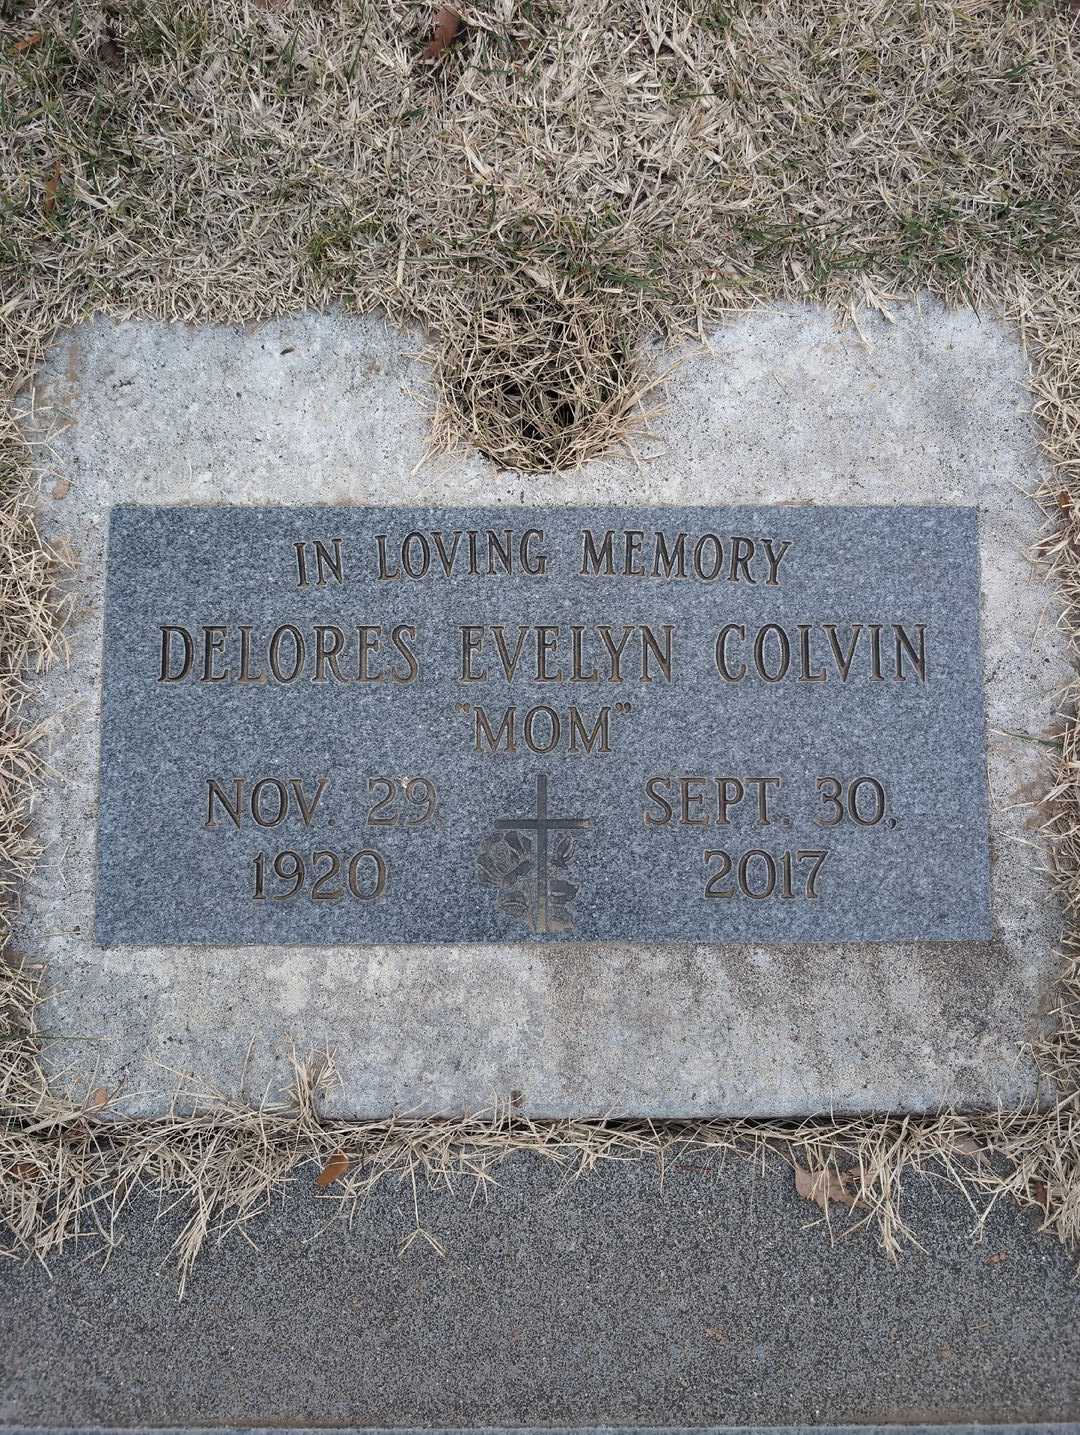 IN LOVING MEMORY
DELORES EVELYN COLVIN
"MOM"
NOV. 29, SEPT. 30,
1920 2017